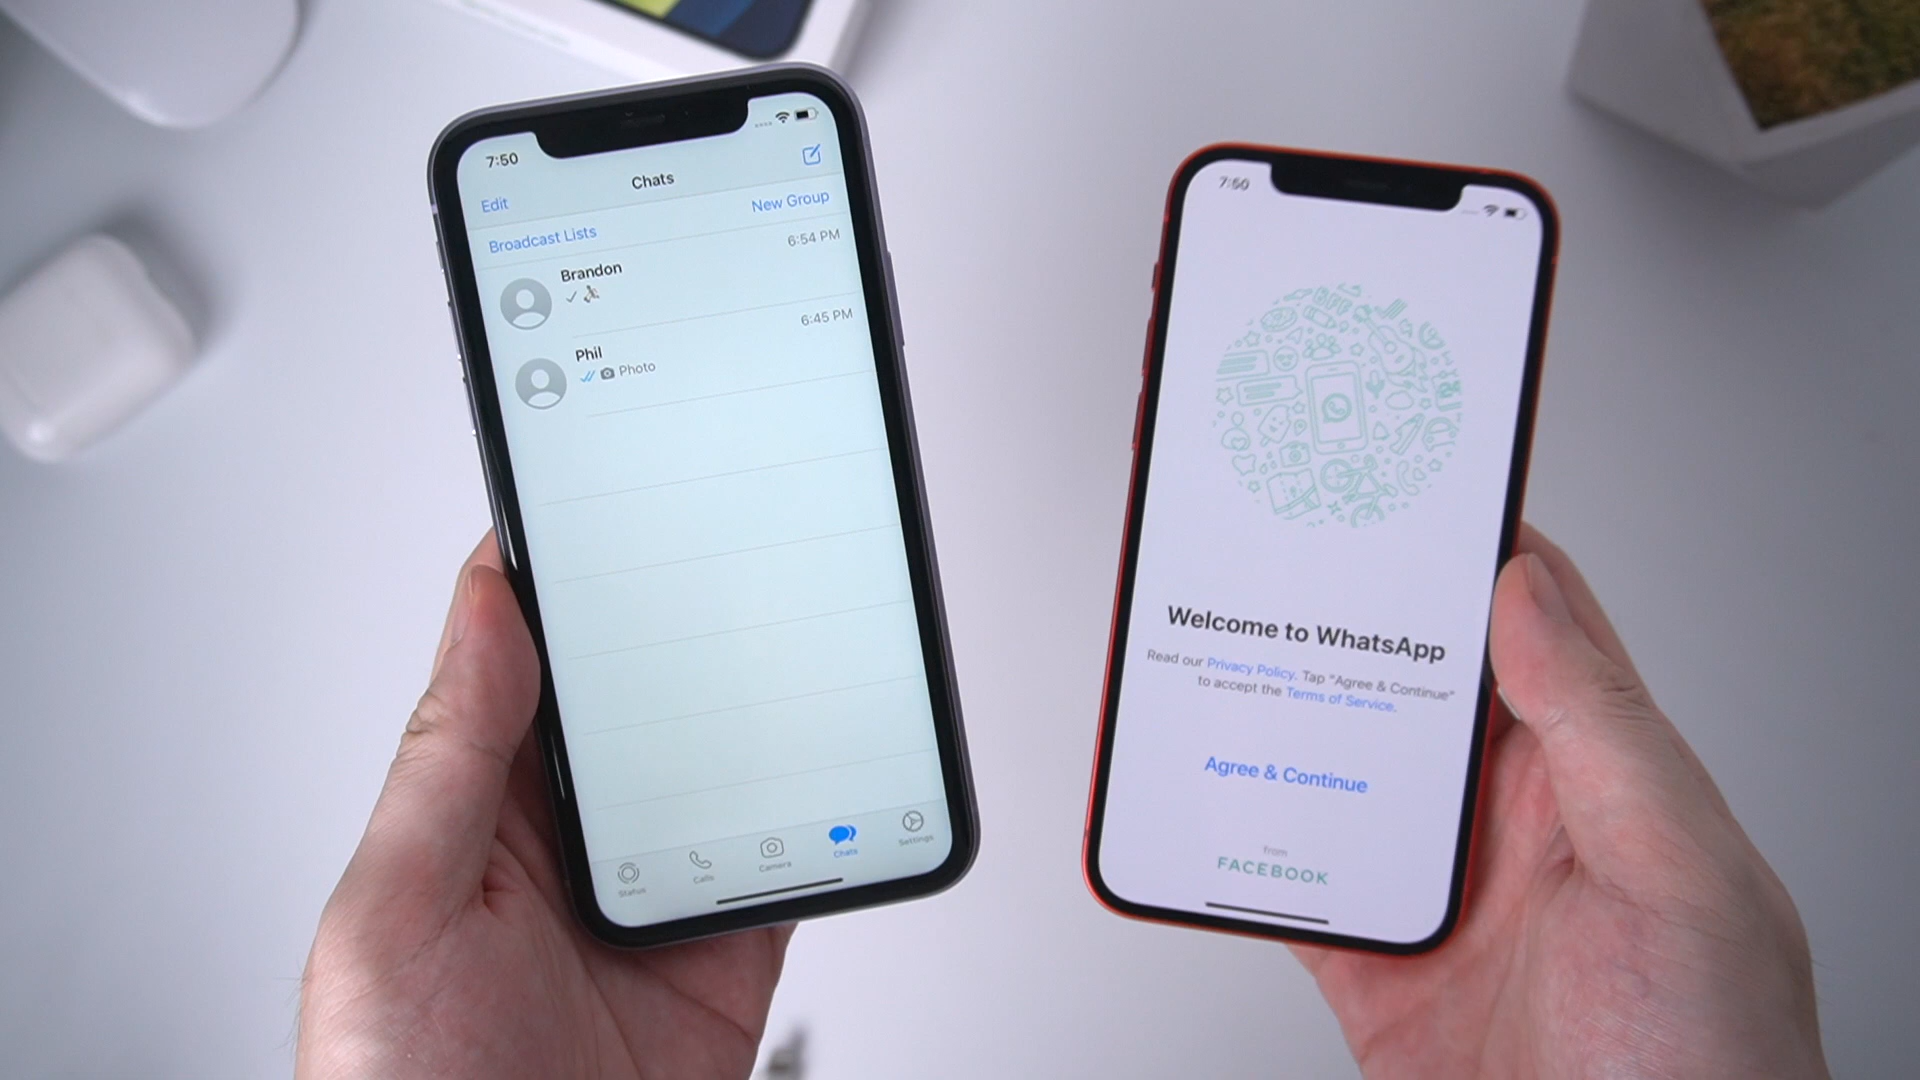 7:50
Chats
Edit
Broadcast Lists
New Group
Brandon
6:54 PM
Phil
6:45 PM
Photo
Status
Calls
Camera
Chats
Settings
7:50
Welcome to WhatsApp
Read our Privacy Policy. Tap "Agree & Continue"
to accept the Terms of Service.
Agree & Continue
from
FACEBOOK